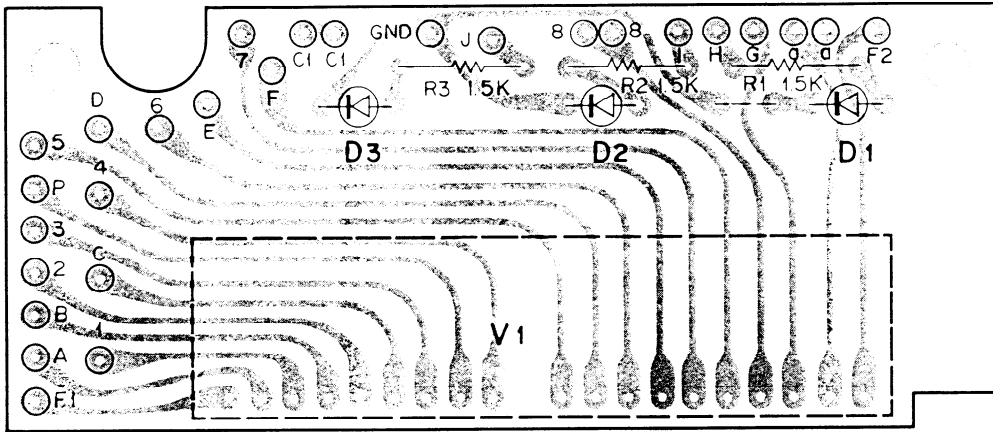 GND J 8 8 H G a a F2
7 C1 C1
F R3 1.5K R2 1.5K R1 1.5K
D 6 E
D3 D2 D1
5
4
P
3
C
2
B
1
A
F1
V1